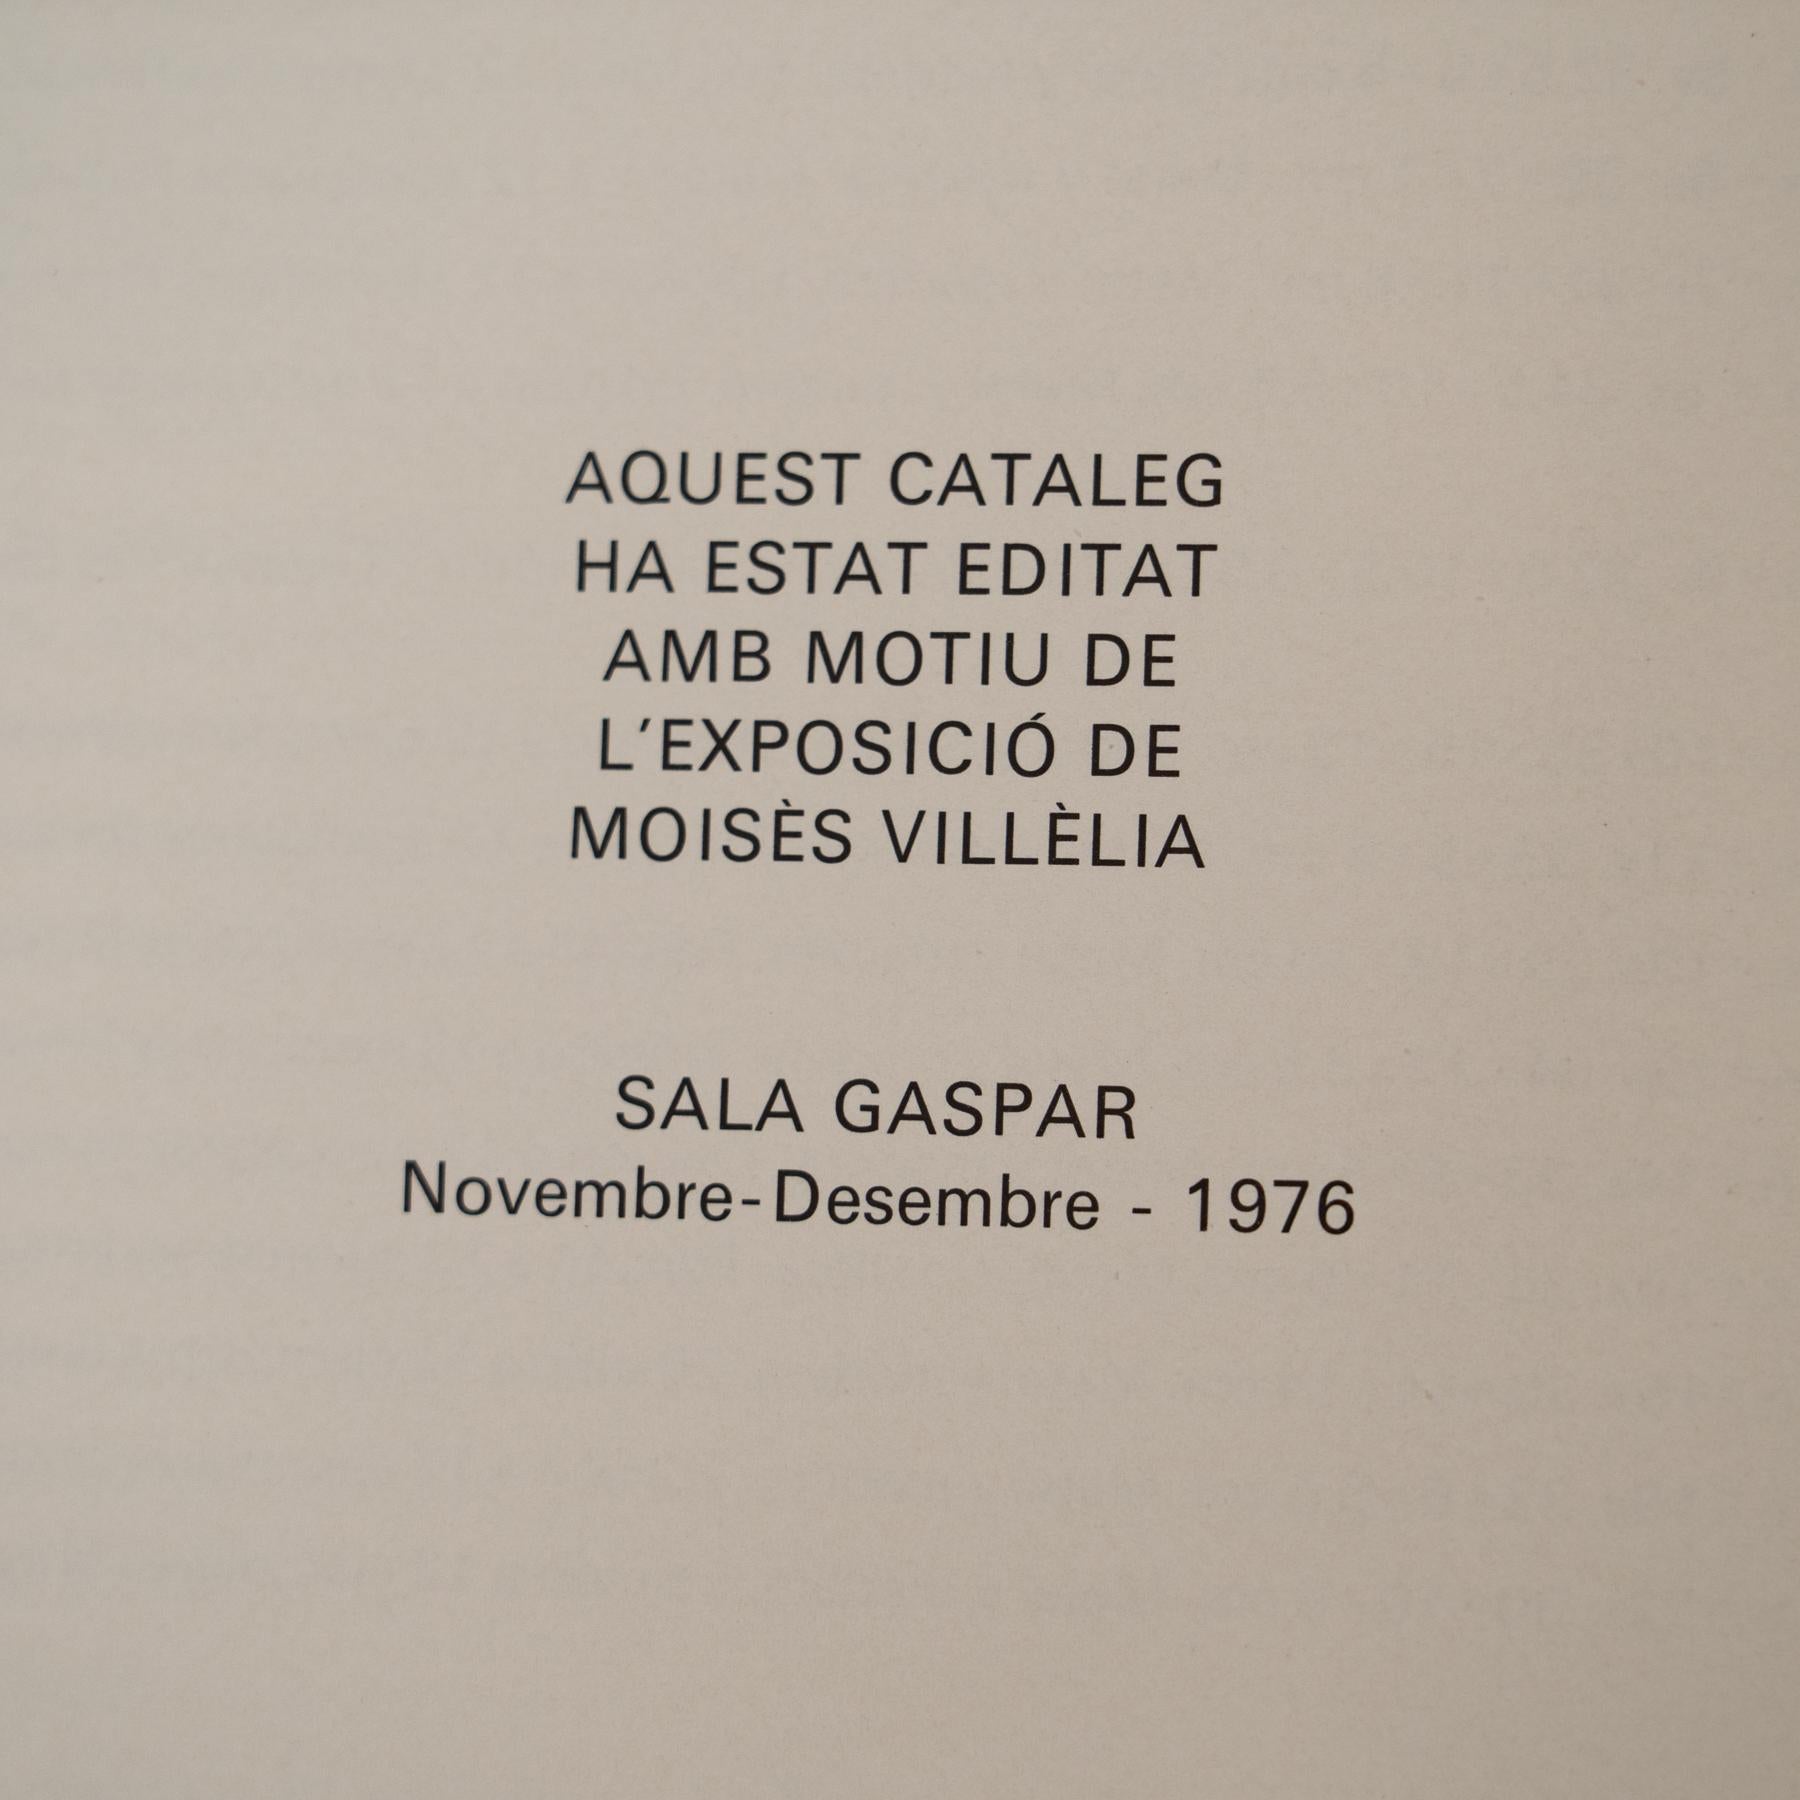 AQUEST CATALEG
HA ESTAT EDITAT
AMB MOTIU DE
L'EXPOSICIÓ DE
MOISÈS VILLÈLIA
SALA GASPAR
Novembre-Desembre - 1976